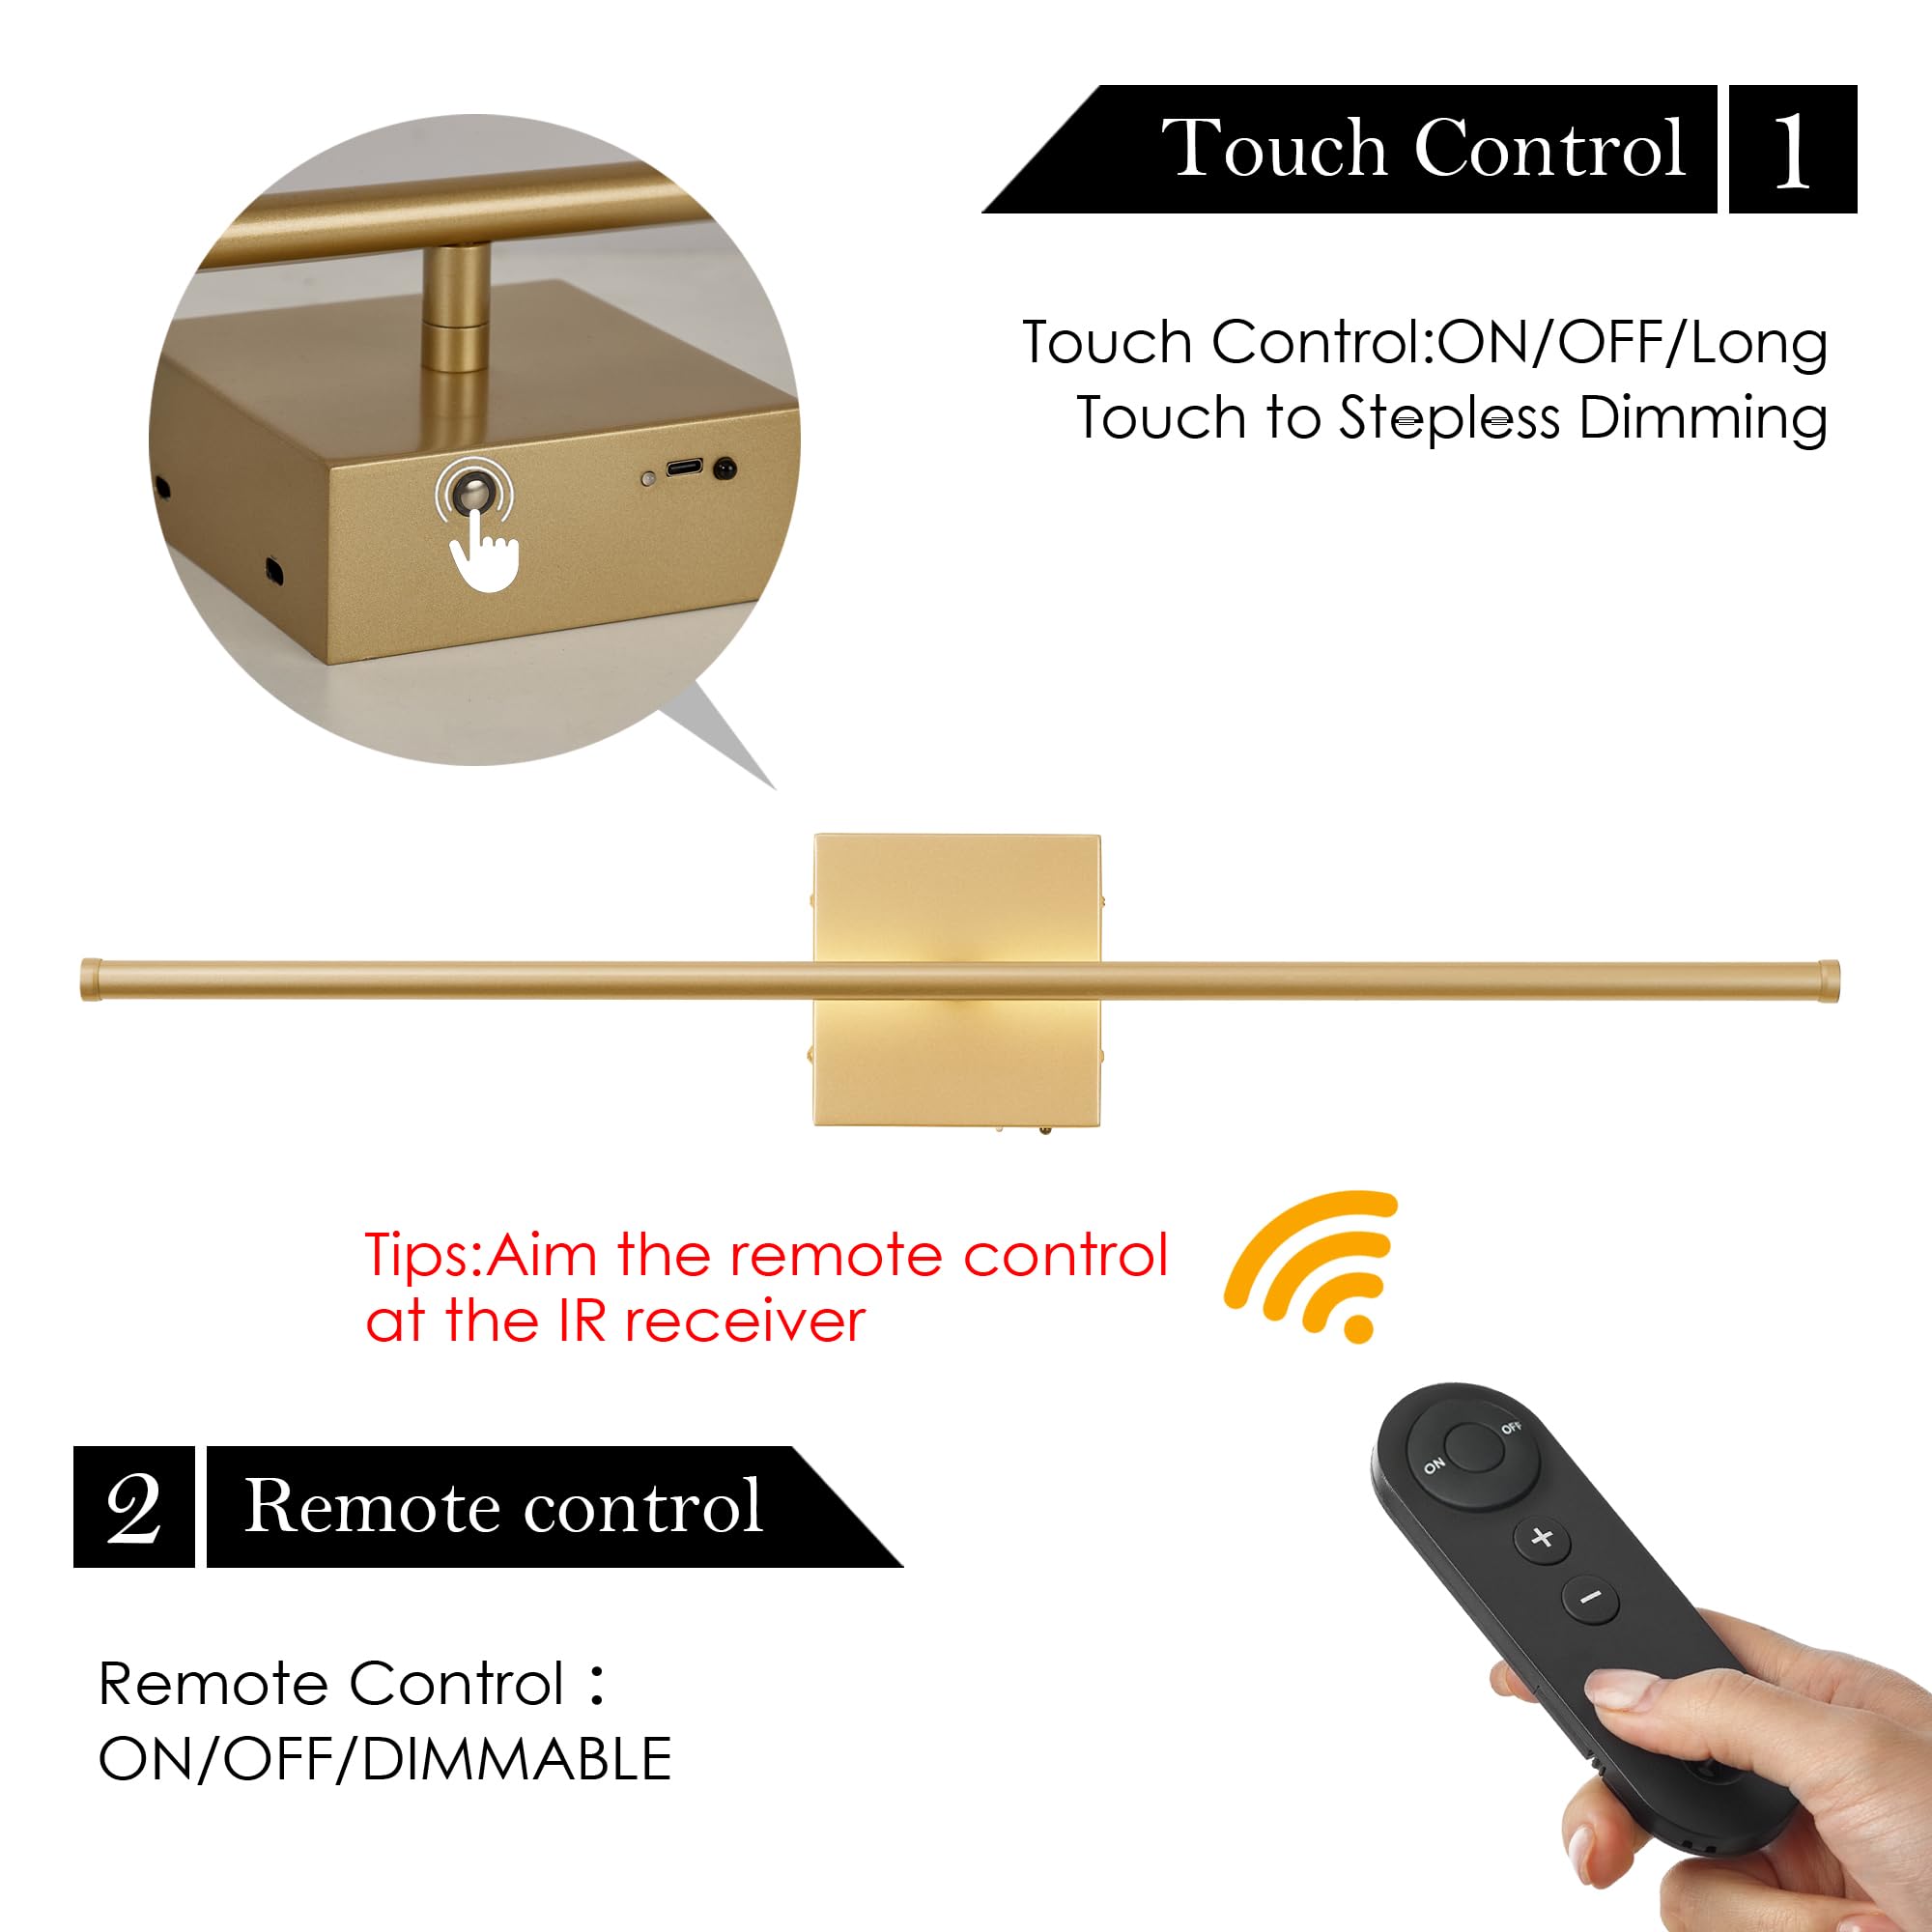 Touch Control 1
Touch Control:ON/OFF/Long
Touch to Stepless Dimming
Tips:Aim the remote control
at the IR receiver
ON OFF
+
−
2 Remote control
Remote Control：
ON/OFF/DIMMABLE